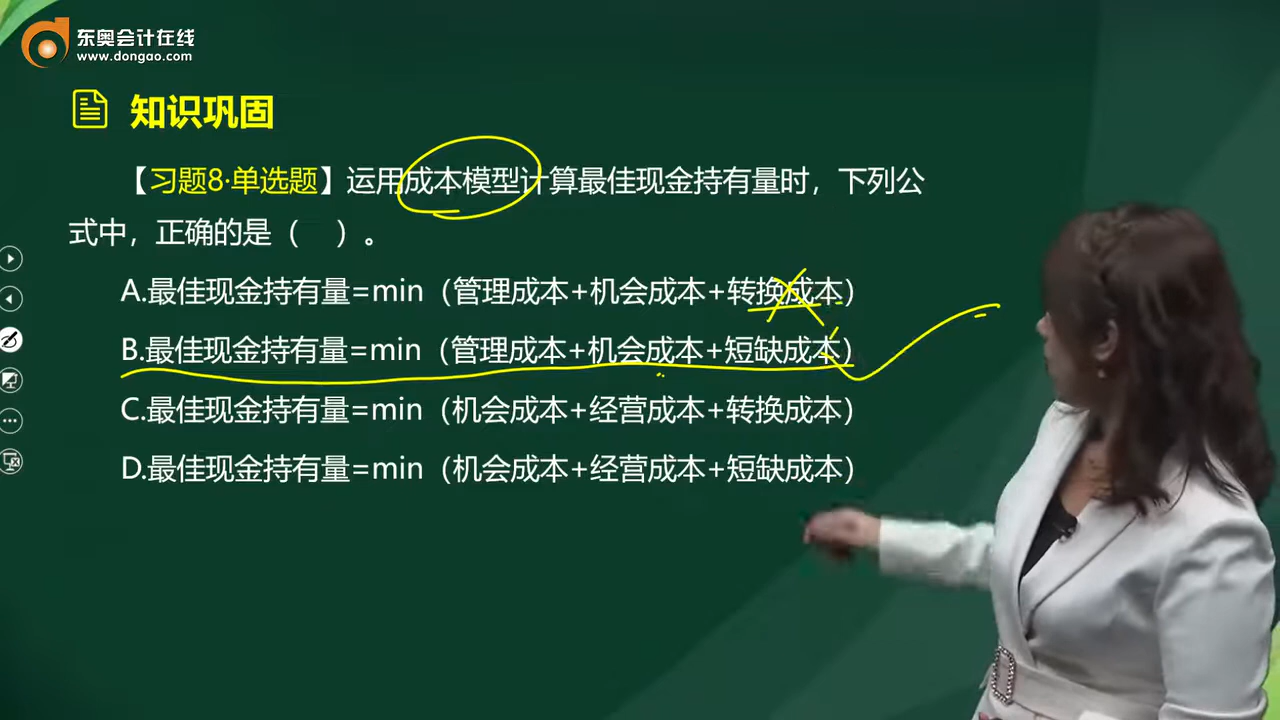 东奥会计在线
www.dongao.com
知识巩固
【习题8·单选题】运用成本模型计算最佳现金持有量时，下列公
式中，正确的是（　）。
A.最佳现金持有量=min（管理成本+机会成本+转换成本）
B.最佳现金持有量=min（管理成本+机会成本+短缺成本）
C.最佳现金持有量=min（机会成本+经营成本+转换成本）
D.最佳现金持有量=min（机会成本+经营成本+短缺成本）